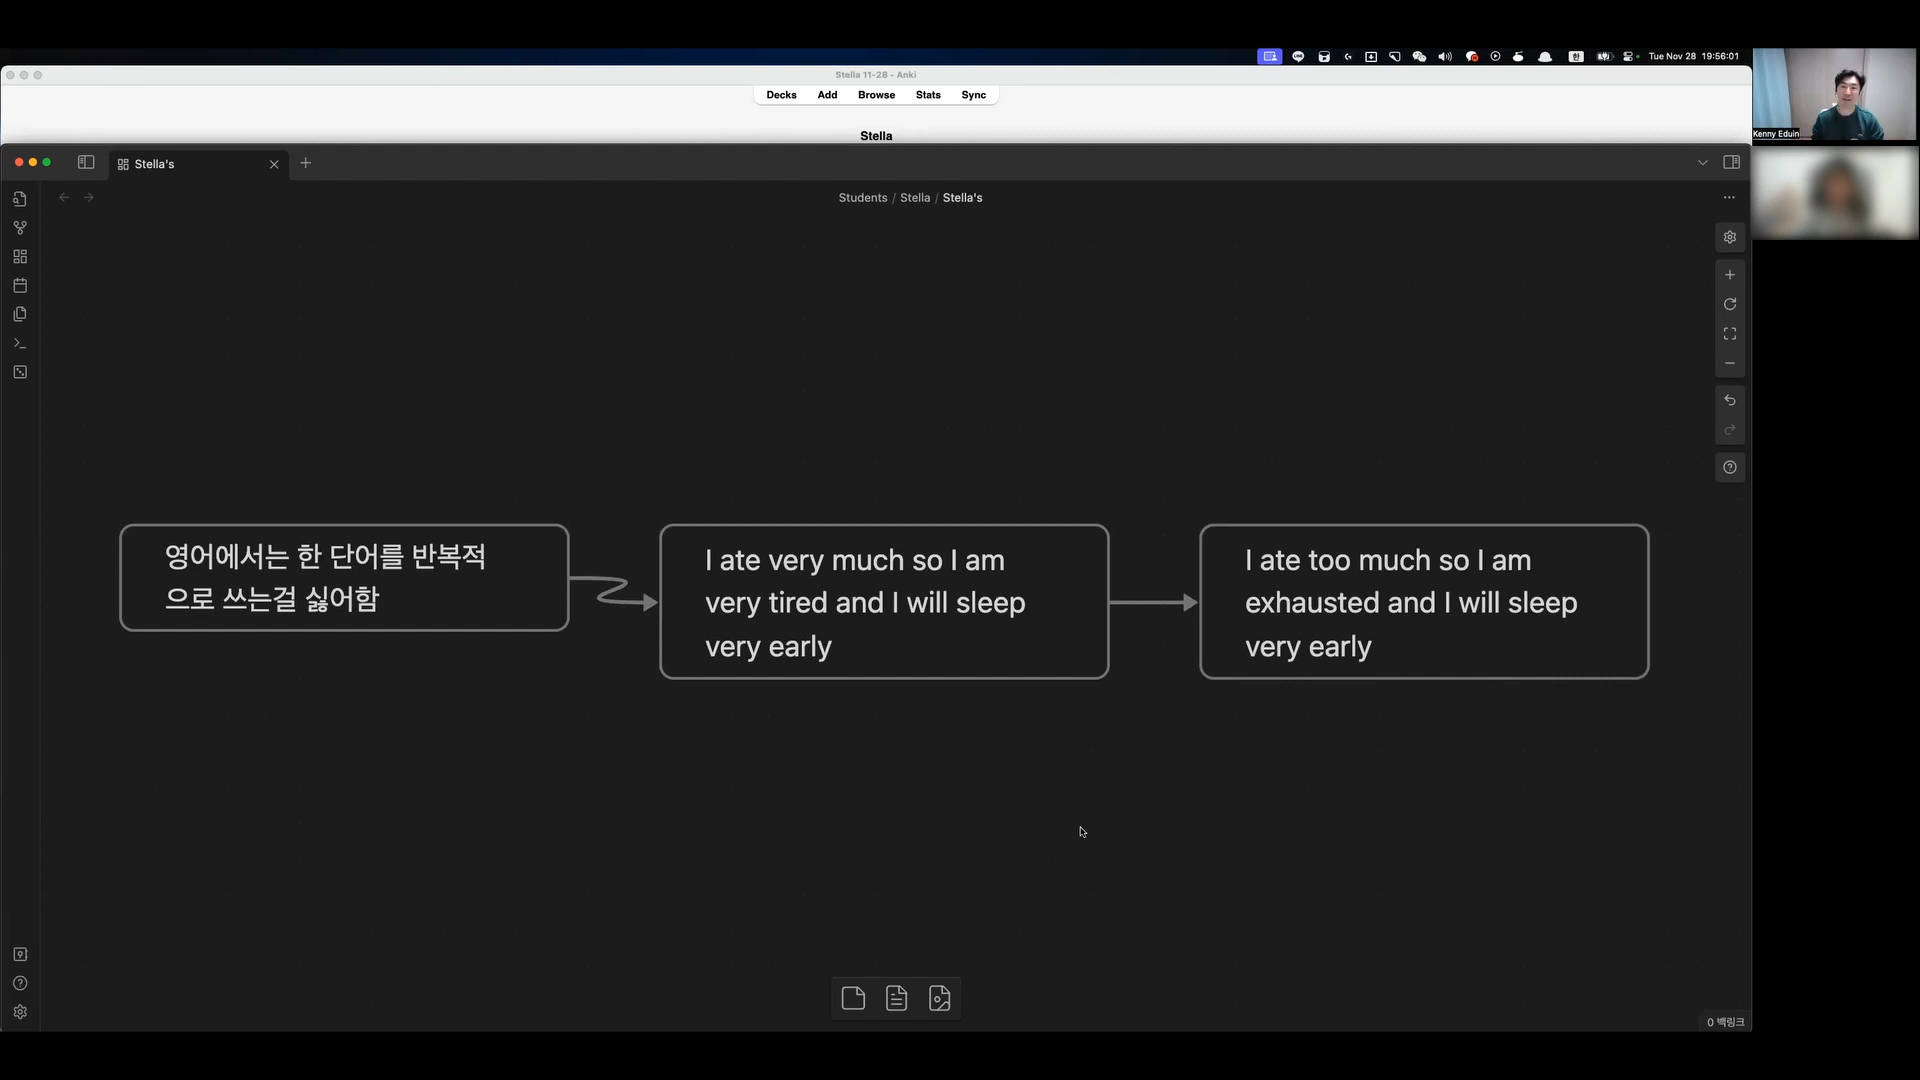 Tue Nov 28 19:56:01
Stella 11-28 - Anki
Decks Add Browse Stats Sync
Stella
Stella's
Students / Stella / Stella's
영어에서는 한 단어를 반복적
으로 쓰는걸 싫어함
I ate very much so I am
very tired and I will sleep
very early
I ate too much so I am
exhausted and I will sleep
very early
0 백링크
한
Kenny Eduin